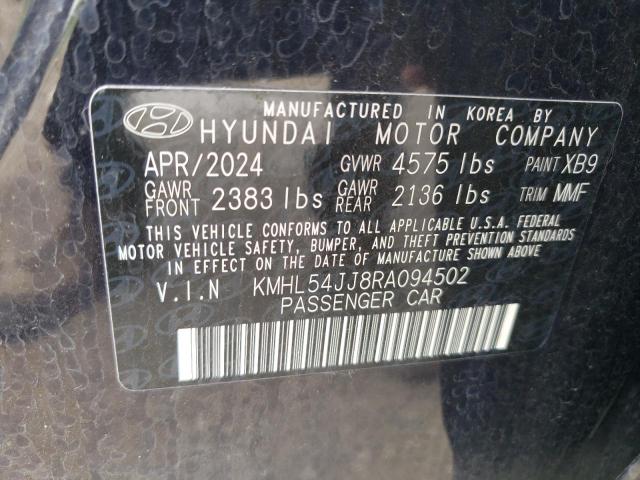 MANUFACTURED IN KOREA BY
HYUNDAI MOTOR COMPANY
APR/2024 GVWR 4575 lbs PAINT XB9
GAWR FRONT 2383 lbs GAWR REAR 2136 lbs TRIM MMF
THIS VEHICLE CONFORMS TO ALL APPLICABLE U.S.A. FEDERAL
MOTOR VEHICLE SAFETY, BUMPER, AND THEFT PREVENTION STANDARDS
IN EFFECT ON THE DATE OF MANUFACTURE SHOWN ABOVE.
V.I.N KMHL54JJ8RA094502
PASSENGER CAR